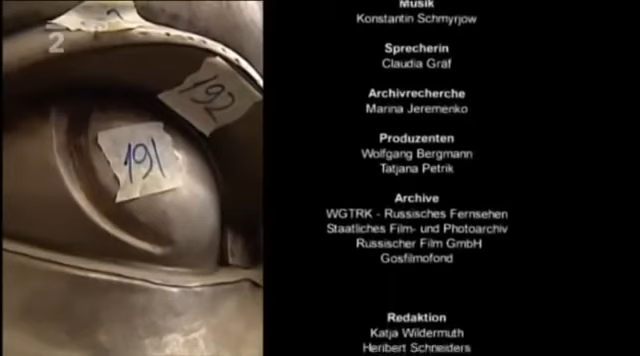 2
192
191
Musik
Konstantin Schmyrjow
Sprecherin
Claudia Gräf
Archivrecherche
Marina Jeremenko
Produzenten
Wolfgang Bergmann
Tatjana Petrik
Archive
WGTRK - Russisches Fernsehen
Staatliches Film- und Photoarchiv
Russischer Film GmbH
Gosfilmofond
Redaktion
Katja Wildermuth
Heribert Schneiders